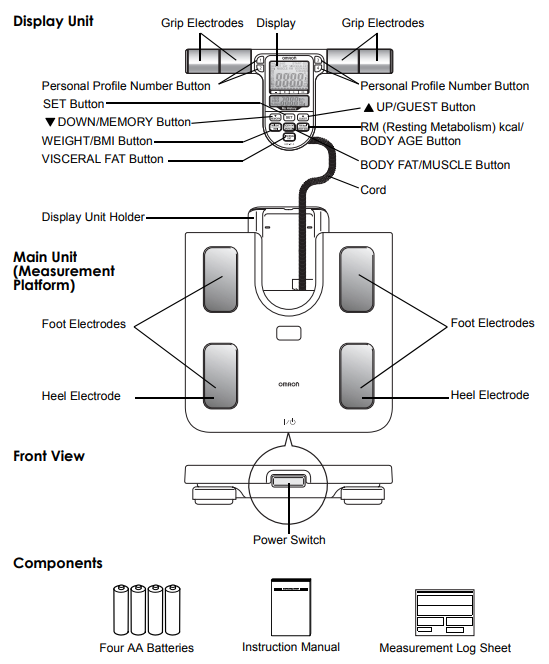 Display Unit
Grip Electrodes
Display
Grip Electrodes
OMRON
Personal Profile Number Button
Personal Profile Number Button
SET Button
SET
▲UP/GUEST Button
▼DOWN/MEMORY Button
RM (Resting Metabolism) kcal/
BODY AGE Button
WEIGHT/BMI Button
VISCERAL FAT Button
BODY FAT/MUSCLE Button
Cord
Display Unit Holder
Main Unit
(Measurement
Platform)
Foot Electrodes
Foot Electrodes
OMRON
Heel Electrode
Heel Electrode
Front View
Power Switch
Components
Four AA Batteries
Instruction Manual
Measurement Log Sheet